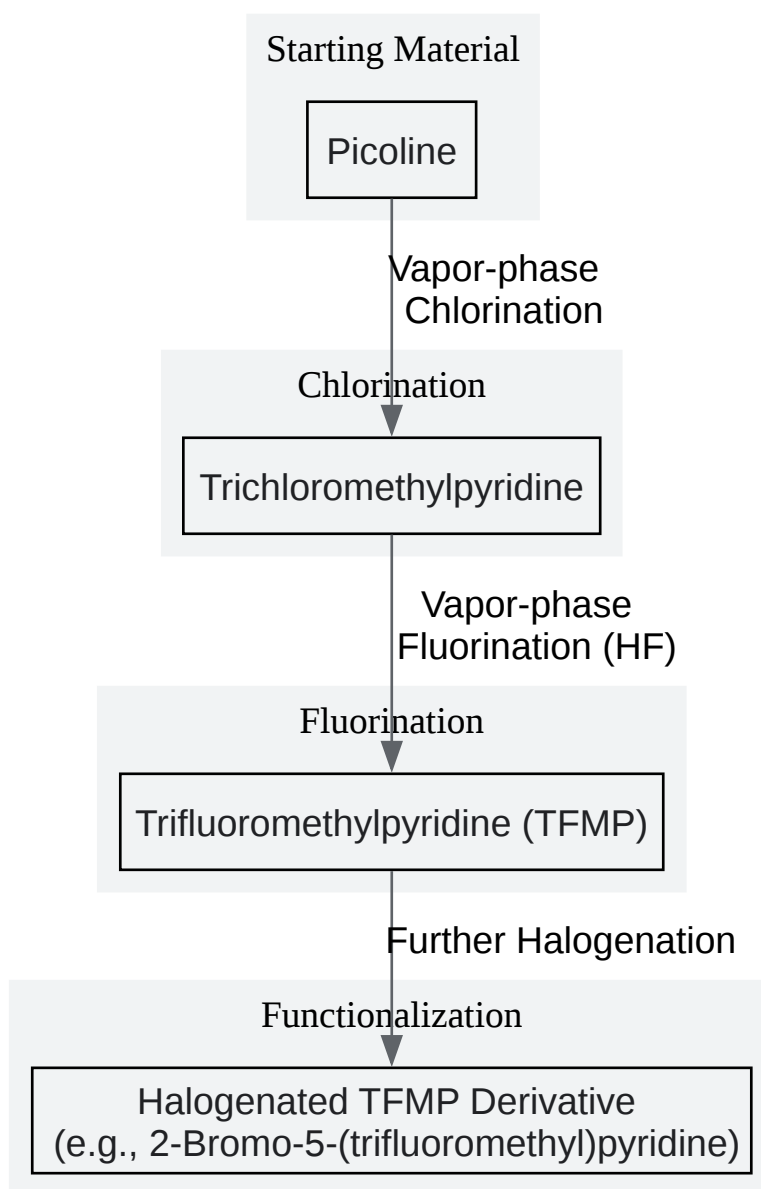 Starting Material
Picoline
Vapor-phase
Chlorination
Chlorination
Trichloromethylpyridine
Vapor-phase
Fluorination (HF)
Fluorination
Trifluoromethylpyridine (TFMP)
Further Halogenation
Functionalization
Halogenated TFMP Derivative
(e.g., 2-Bromo-5-(trifluoromethyl)pyridine)